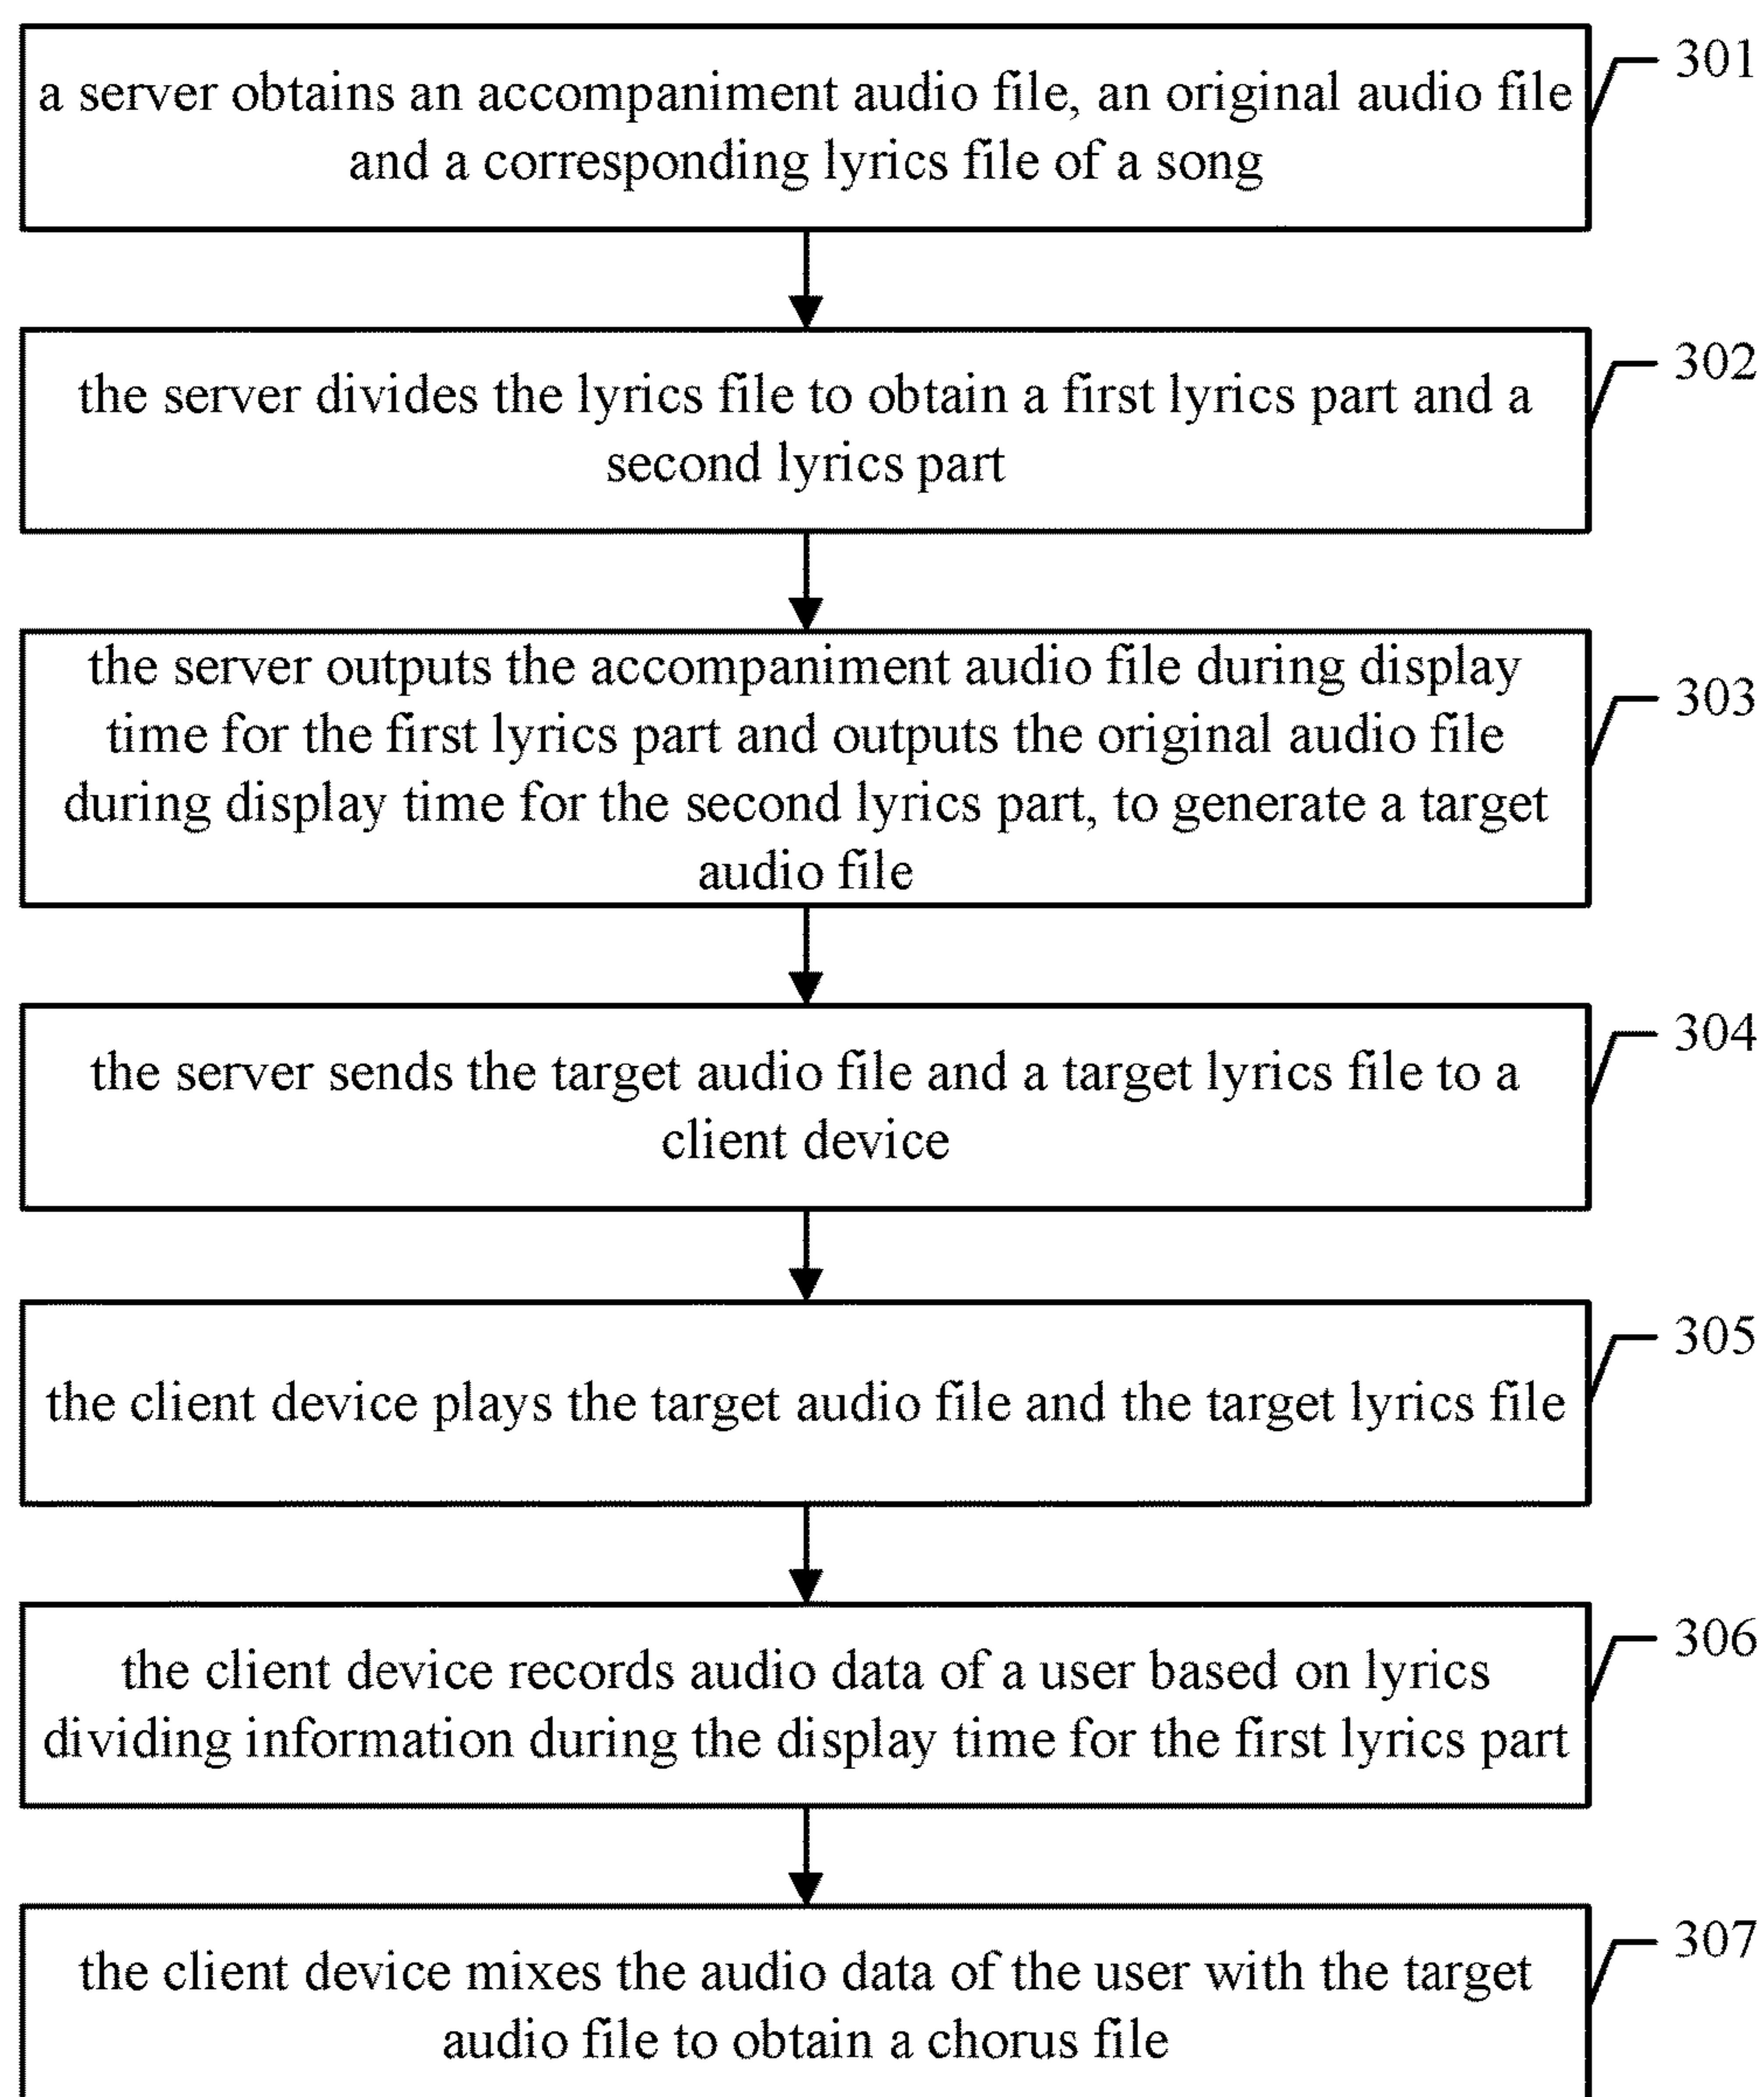 a server obtains an accompaniment audio file, an original audio file
and a corresponding lyrics file of a song
301
the server divides the lyrics file to obtain a first lyrics part and a
second lyrics part
302
the server outputs the accompaniment audio file during display
time for the first lyrics part and outputs the original audio file
during display time for the second lyrics part, to generate a target
audio file
303
the server sends the target audio file and a target lyrics file to a
client device
304
the client device plays the target audio file and the target lyrics file
305
the client device records audio data of a user based on lyrics
dividing information during the display time for the first lyrics part
306
the client device mixes the audio data of the user with the target
audio file to obtain a chorus file
307